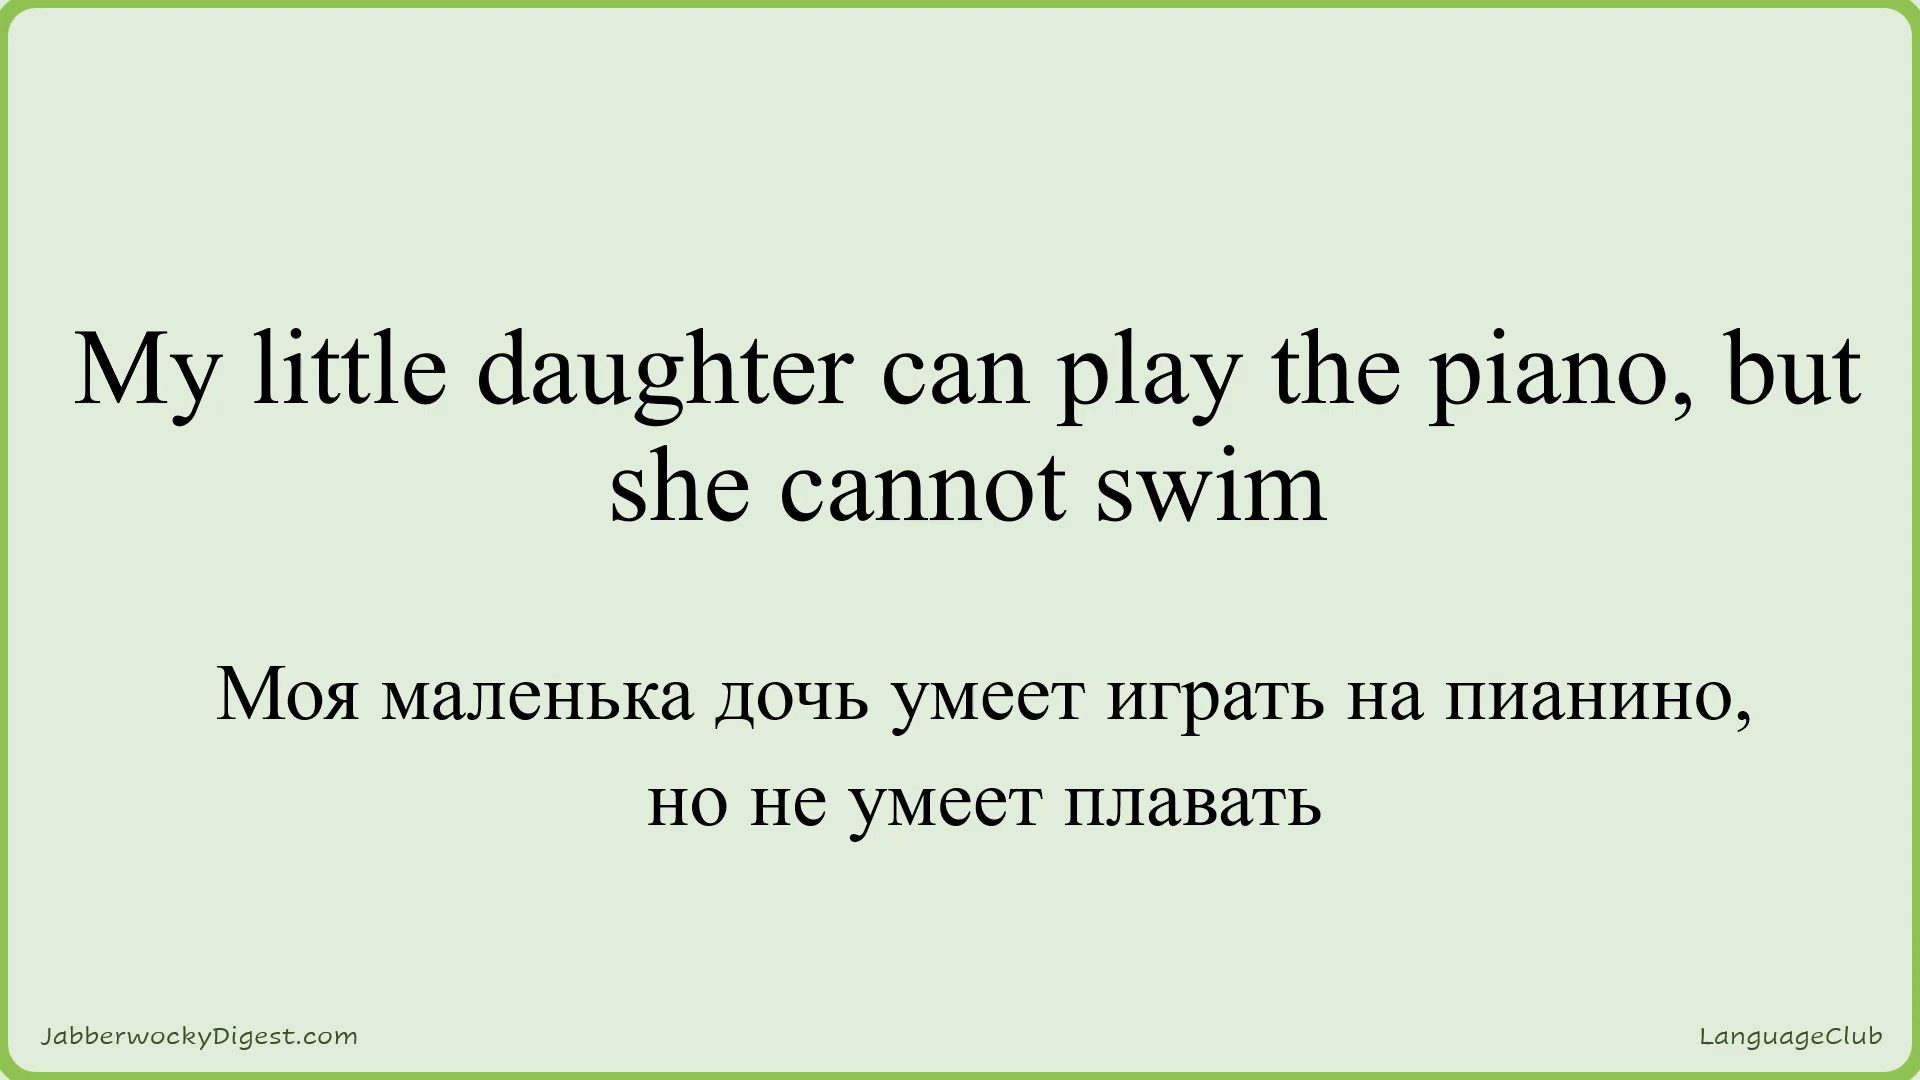 My little daughter can play the piano, but
she cannot swim
Моя маленька дочь умеет играть на пианино,
но не умеет плавать
JabberwockyDigest.com
LanguageClub